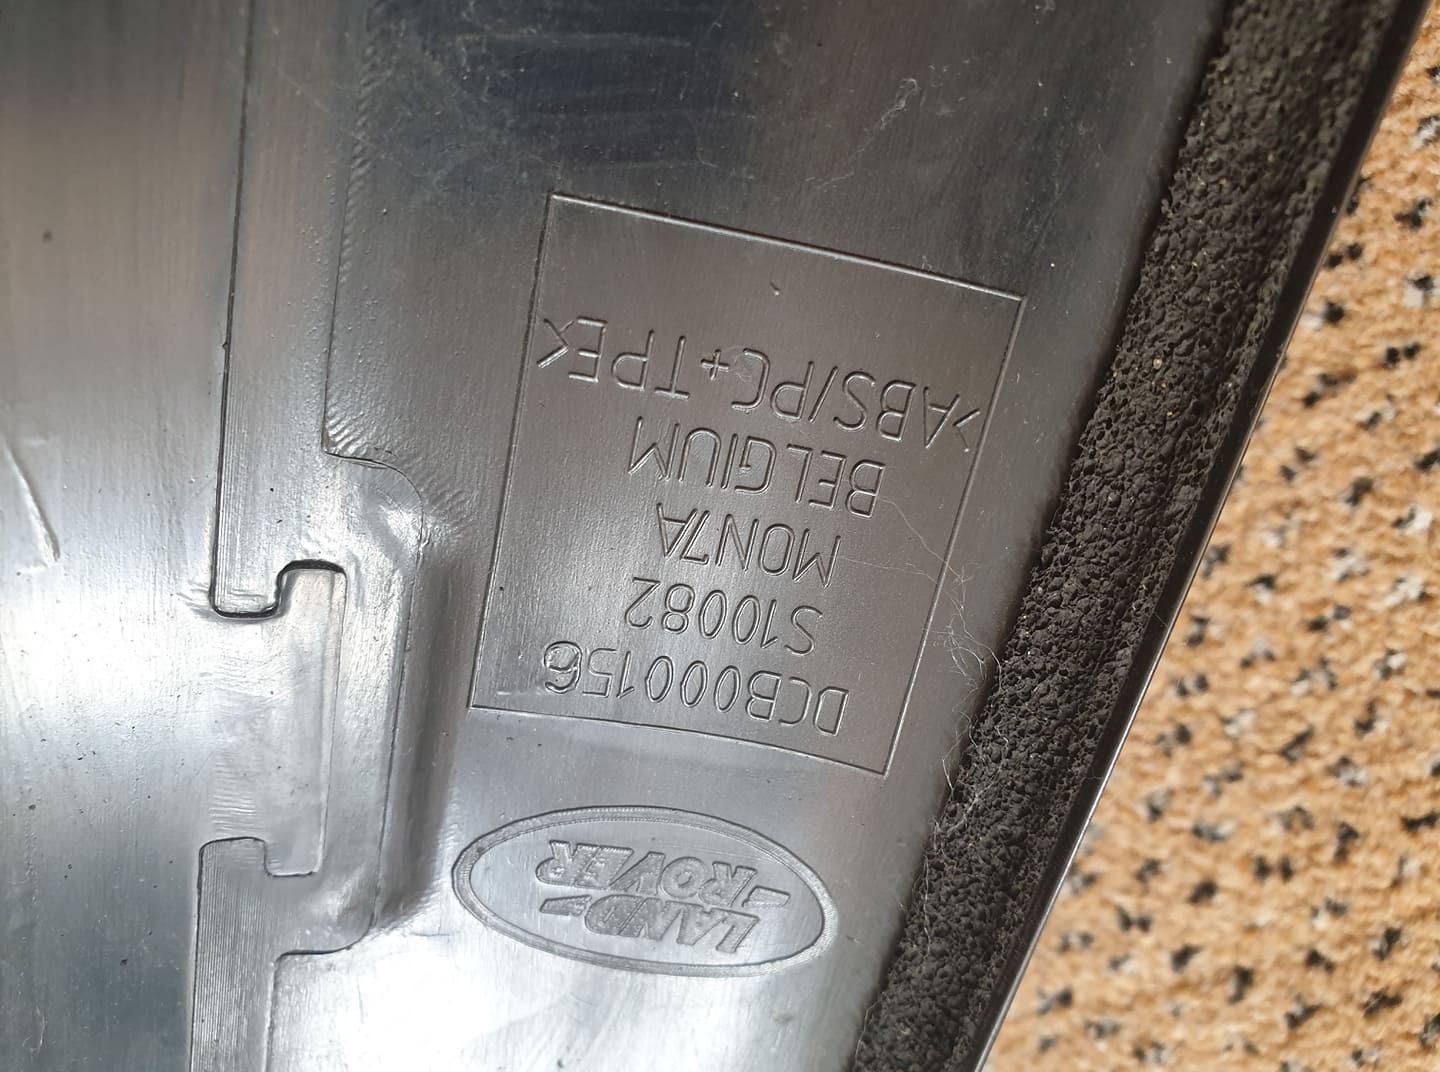 LAND-
-ROVER
DCB000156
S10082
MON7A
BELGIUM
>ABS/PC+TPE<